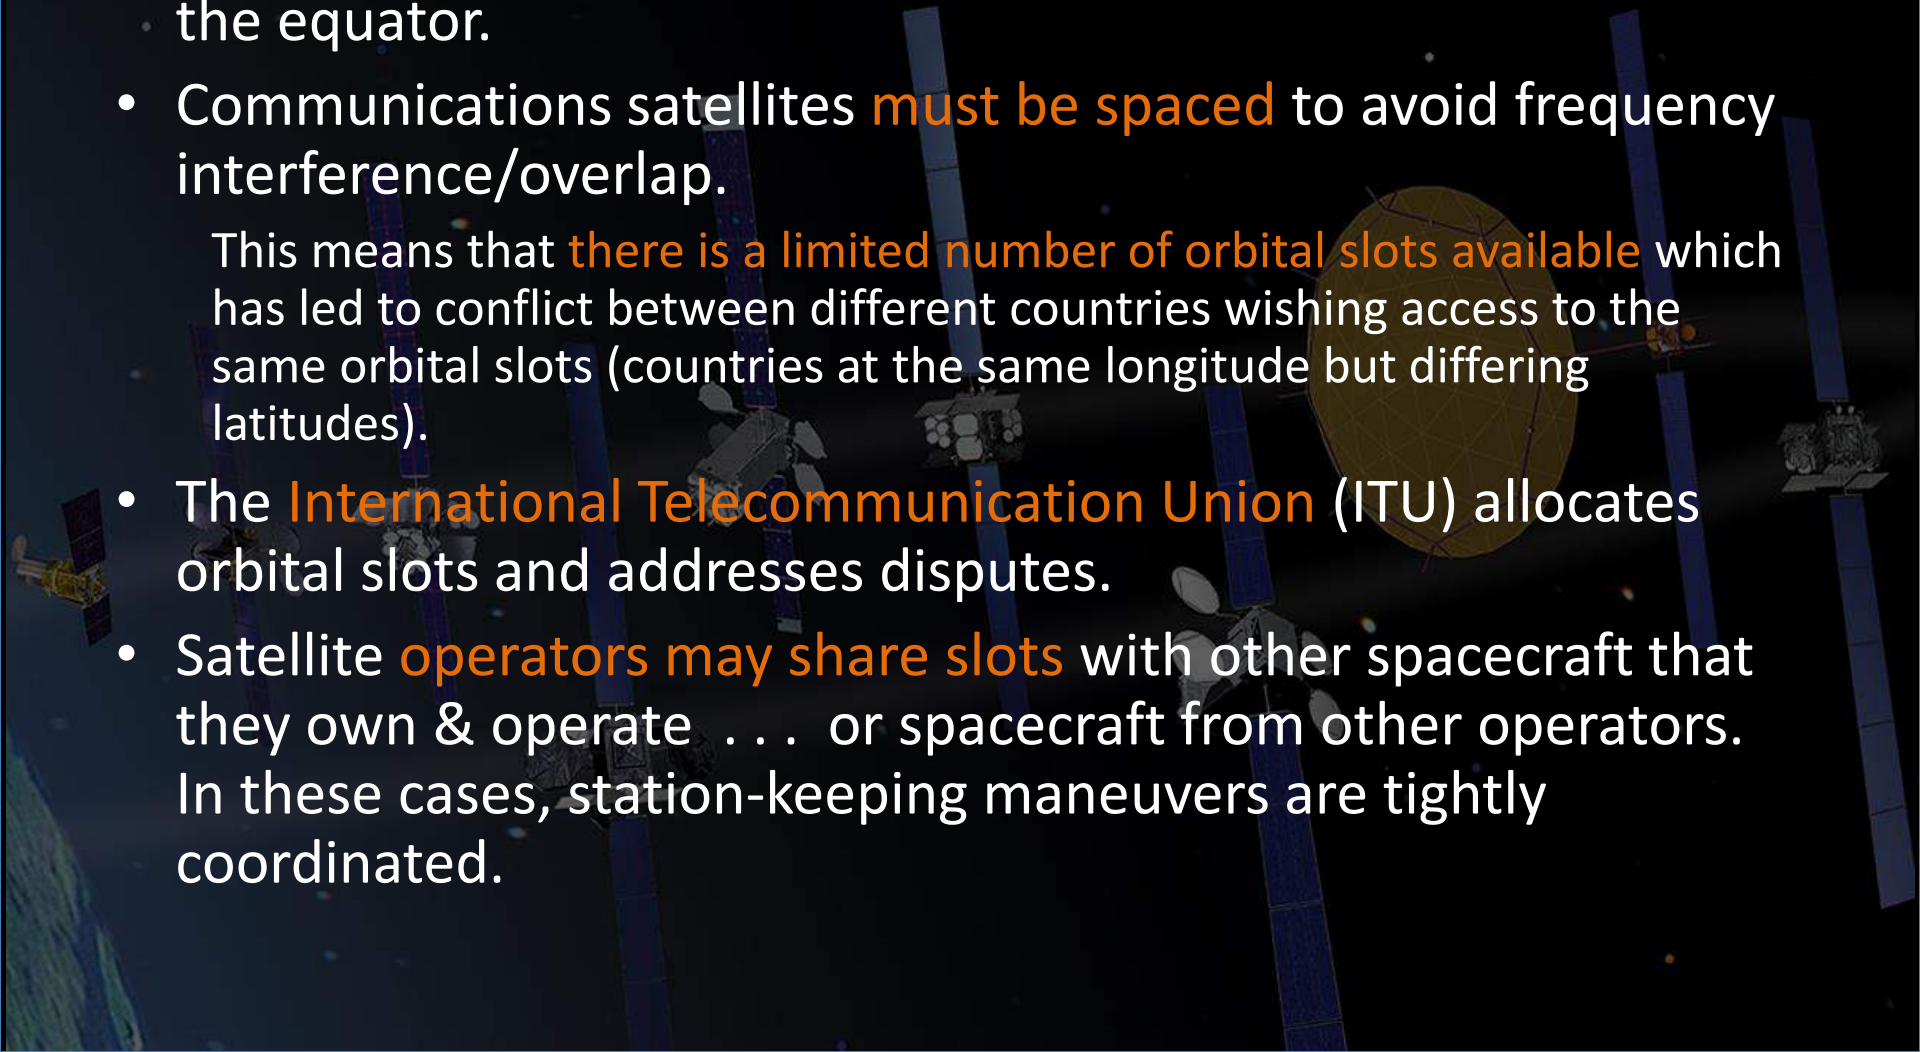 the equator.
• Communications satellites must be spaced to avoid frequency
interference/overlap.
This means that there is a limited number of orbital slots available which
has led to conflict between different countries wishing access to the
same orbital slots (countries at the same longitude but differing
latitudes).
• The International Telecommunication Union (ITU) allocates
orbital slots and addresses disputes.
• Satellite operators may share slots with other spacecraft that
they own & operate . . . or spacecraft from other operators.
In these cases, station-keeping maneuvers are tightly
coordinated.